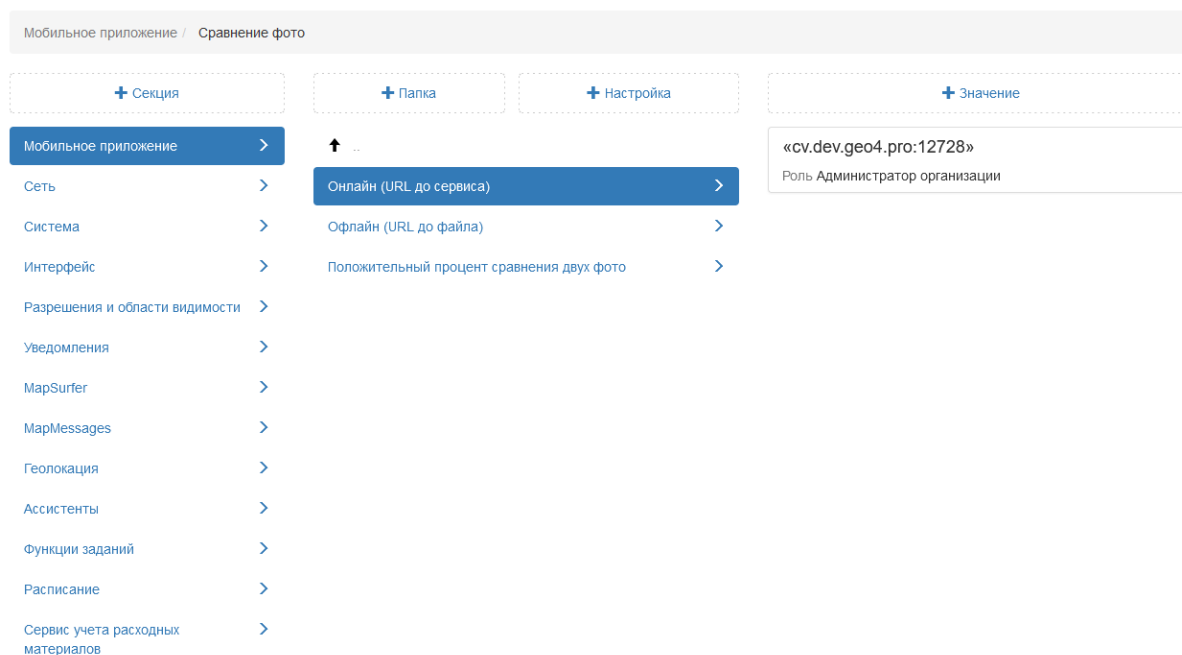 Мобильное приложение / Сравнение фото
+ Секция
+ Папка
+ Настройка
+ Значение
Мобильное приложение
Сеть
Система
Интерфейс
Разрешения и области видимости
Уведомления
MapSurfer
MapMessages
Геолокация
Ассистенты
Функции заданий
Расписание
Сервис учета расходных
материалов
..
Онлайн (URL до сервиса)
Офлайн (URL до файла)
Положительный процент сравнения двух фото
«cv.dev.geo4.pro:12728»
Роль Администратор организации